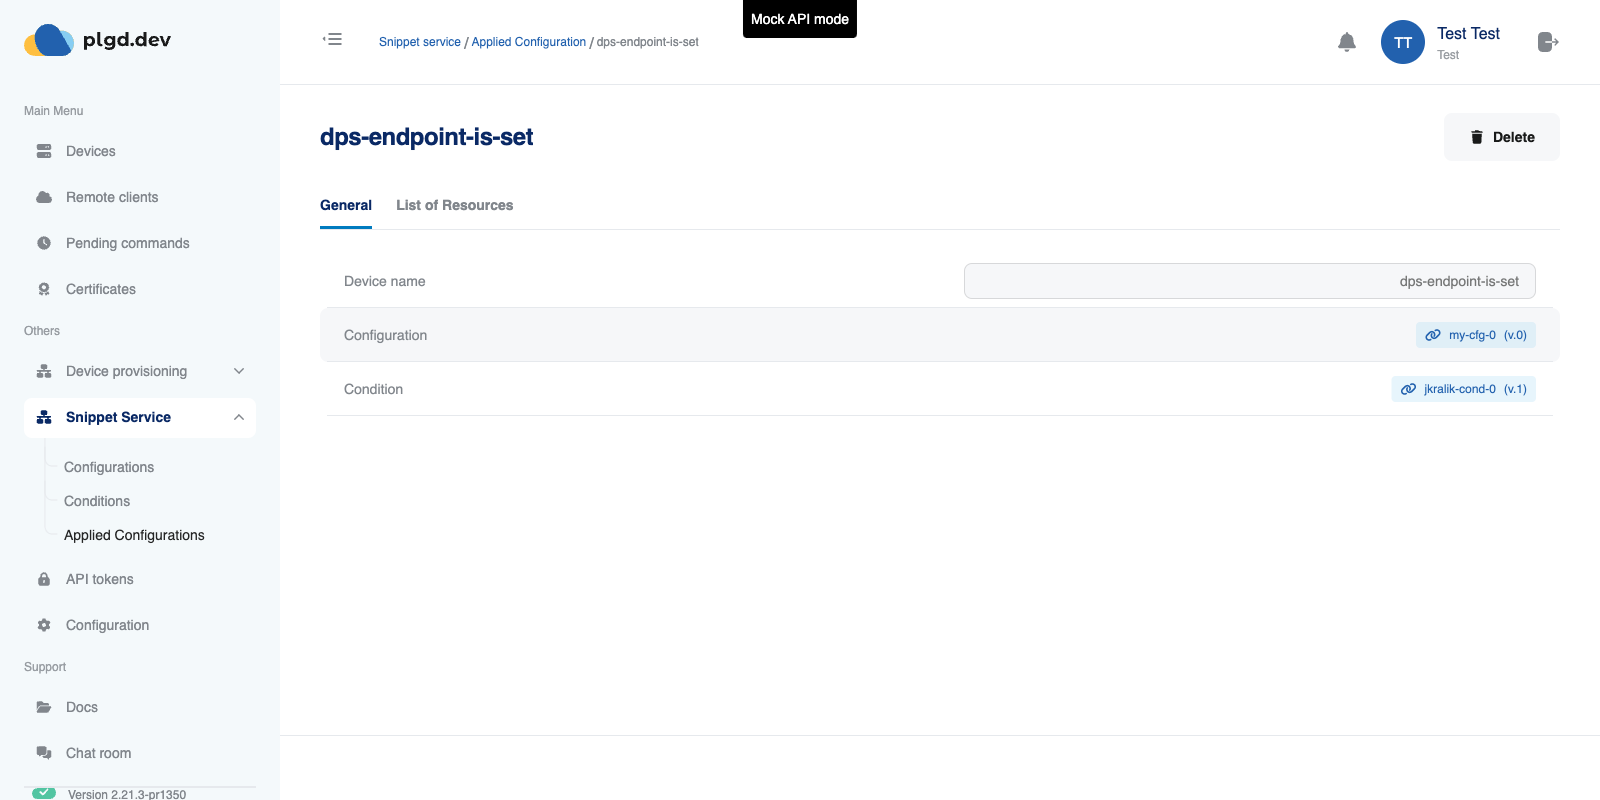 plgd.dev
Main Menu
Devices
Remote clients
Pending commands
Certificates
Others
Device provisioning
Snippet Service
Configurations
Conditions
Applied Configurations
API tokens
Configuration
Support
Docs
Chat room
Version 2.21.3-pr1350
Snippet service / Applied Configuration / dps-endpoint-is-set
Mock API mode
TT
Test Test
Test
dps-endpoint-is-set
Delete
General
List of Resources
Device name
dps-endpoint-is-set
Configuration
my-cfg-0 (v.0)
Condition
jkralik-cond-0 (v.1)